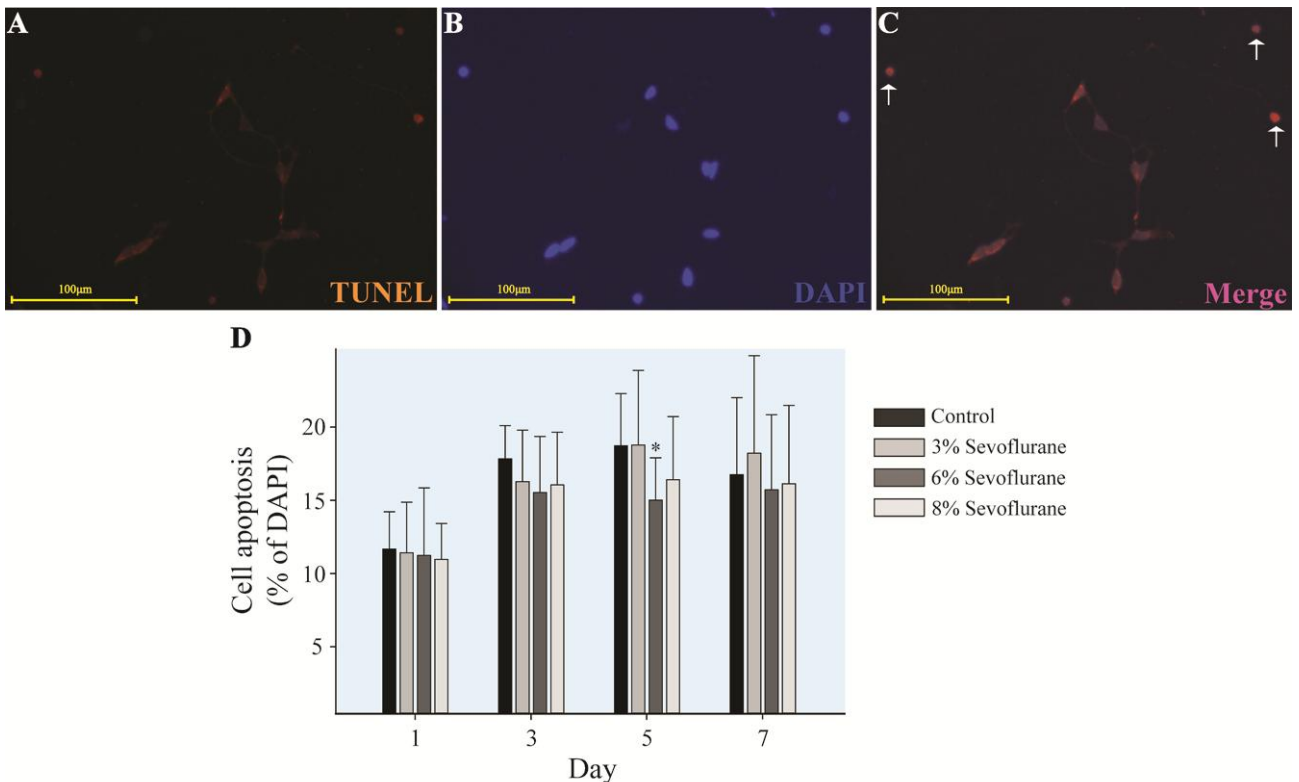 A
B
C
100μm
TUNEL
100μm
DAPI
100μm
Merge
D
Cell apoptosis
(% of DAPI)
20
15
10
5
*
1
3
5
7
Day
Control
3% Sevoflurane
6% Sevoflurane
8% Sevoflurane